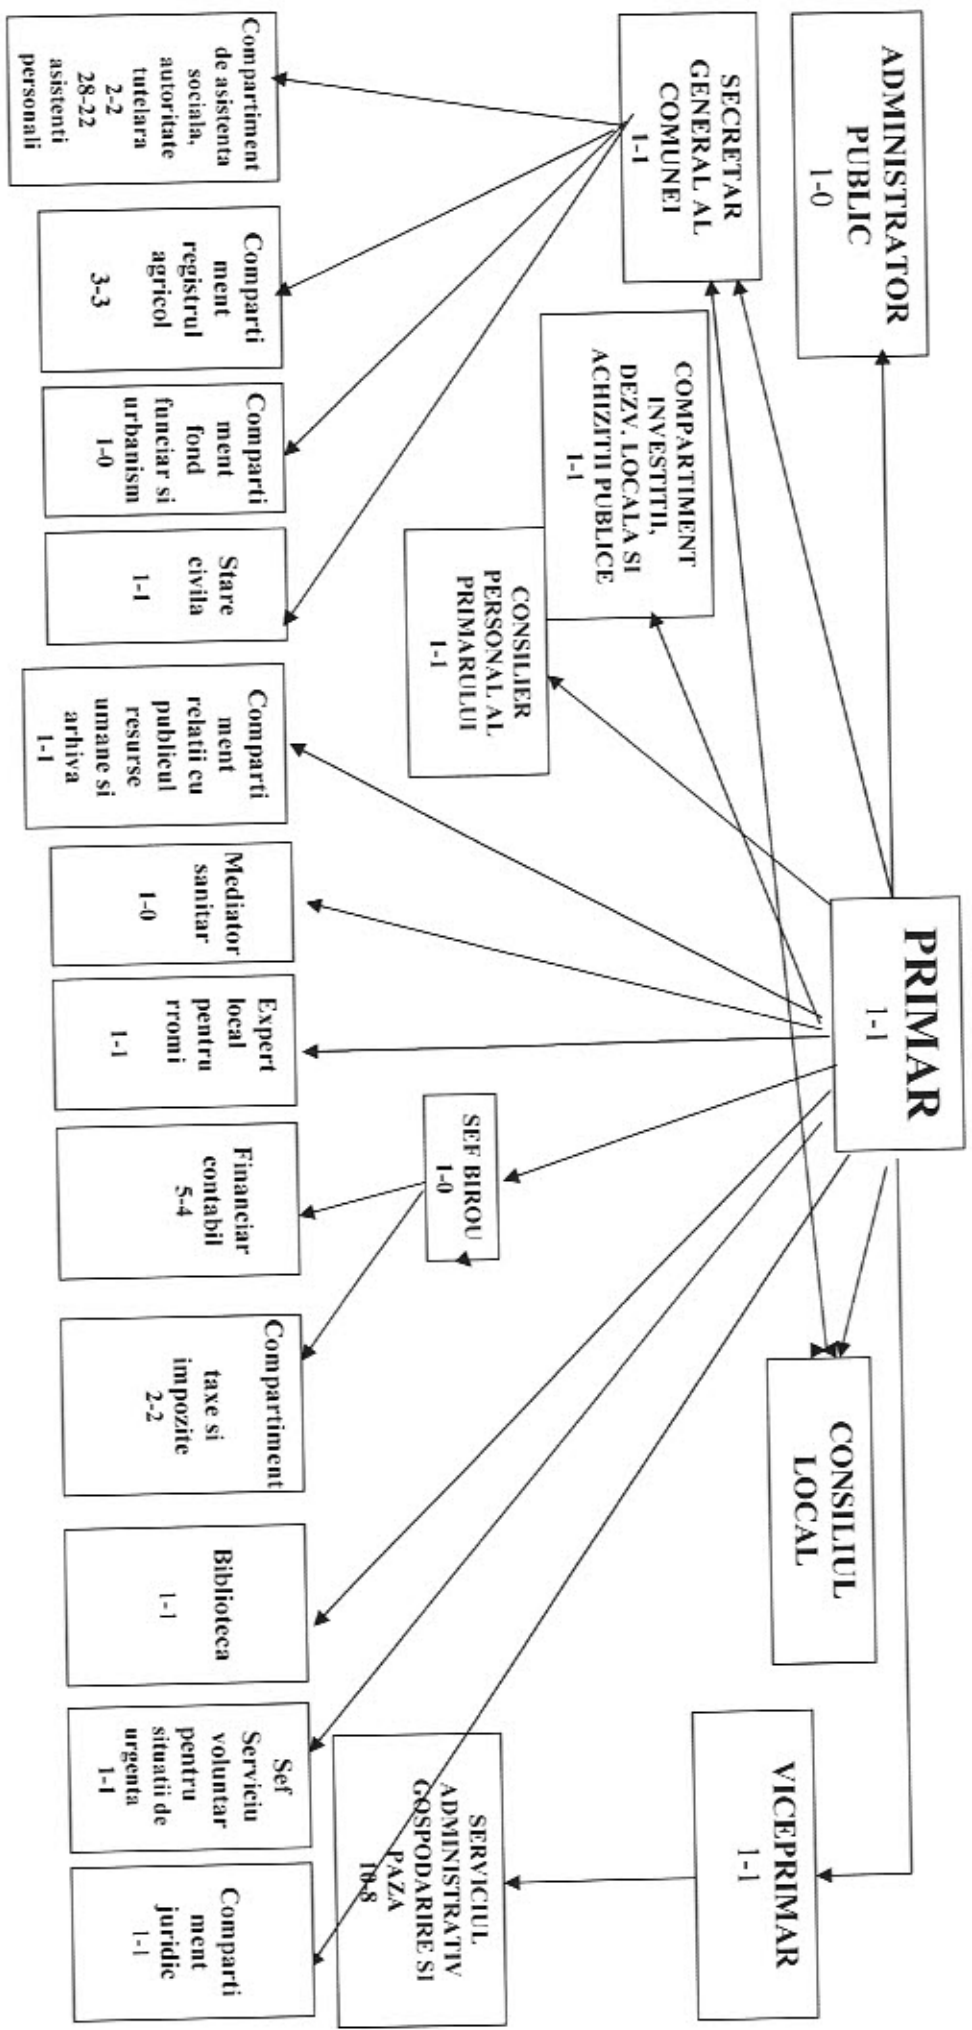 PRIMAR
1-1
ADMINISTRATOR
PUBLIC
1-0
CONSILIUL
LOCAL
VICEPRIMAR
1-1
SECRETAR
GENERAL AL
COMUNEI
1-1
COMPARTIMENT
INVESTITII,
DEZV. LOCALA SI
ACHIZITII PUBLICE
1-1
CONSILIER
PERSONAL AL
PRIMARULUI
1-1
SEF BIROU
1-0
SERVICIUL
ADMINISTRATIV
GOSPODARIRE SI
PAZA
10-8
Compartiment
de asistenta
sociala,
autoritate
tutelara
2-2
28-22
asistenti
personali
Comparti
ment
registrul
agricol
3-3
Comparti
ment
fond
funciar si
urbanism
1-0
Stare
civila
1-1
Comparti
ment
relatii cu
publicul
resurse
umane si
arhiva
1-1
Mediator
sanitar
1-0
Expert
local
pentru
rromi
1-1
Financiar
contabil
5-4
Compartiment
taxe si
impozite
2-2
Biblioteca
1-1
Sef
Serviciu
voluntar
pentru
situatii de
urgenta
1-1
Comparti
ment
juridic
1-1